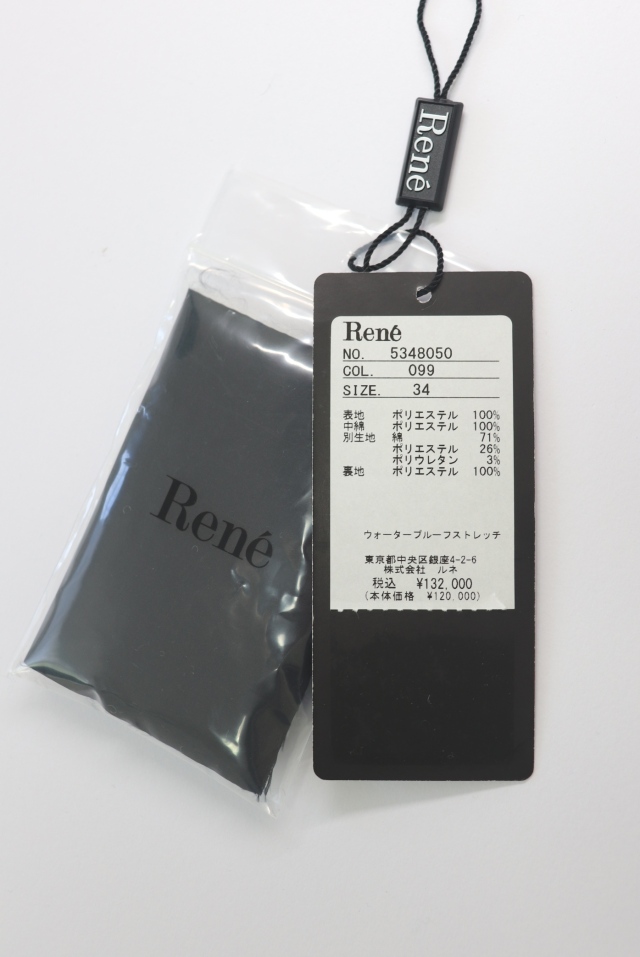 René
René
René
NO. 5348050
COL. 099
SIZE. 34
表地 ポリエステル 100%
中綿 ポリエステル 100%
別生地 綿 71%
ポリエステル 26%
ポリウレタン 3%
裏地 ポリエステル 100%
ウォータープルーフストレッチ
東京都中央区銀座4-2-6
株式会社 ルネ
税込 ¥132,000
(本体価格 ¥120,000)